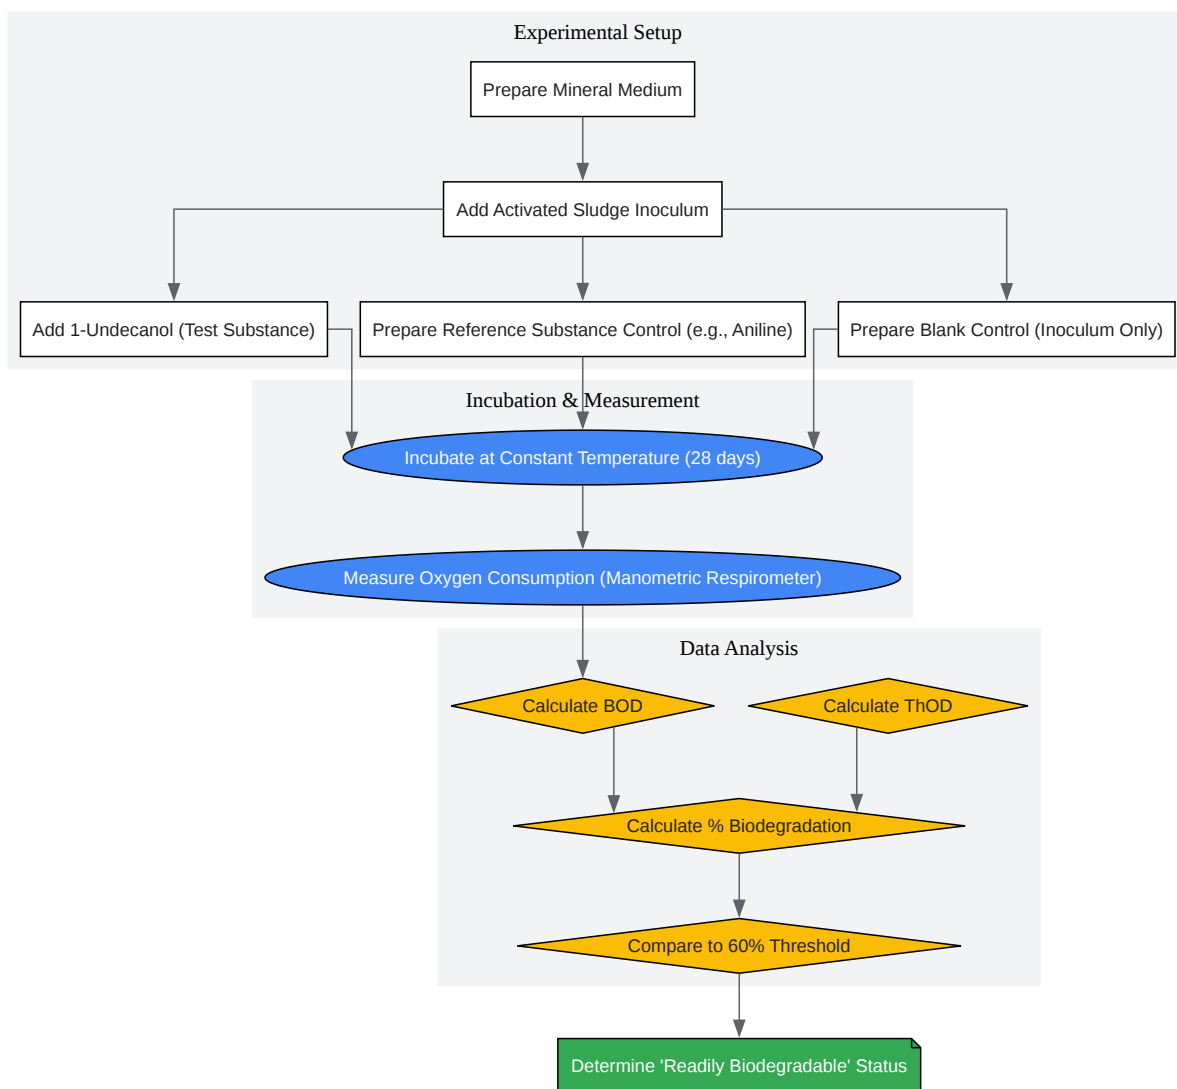 Experimental Setup
Prepare Mineral Medium
Add Activated Sludge Inoculum
Add 1-Undecanol (Test Substance)
Prepare Reference Substance Control (e.g., Aniline)
Prepare Blank Control (Inoculum Only)
Incubation & Measurement
Incubate at Constant Temperature (28 days)
Measure Oxygen Consumption (Manometric Respirometer)
Data Analysis
Calculate BOD
Calculate ThOD
Calculate % Biodegradation
Compare to 60% Threshold
Determine 'Readily Biodegradable' Status